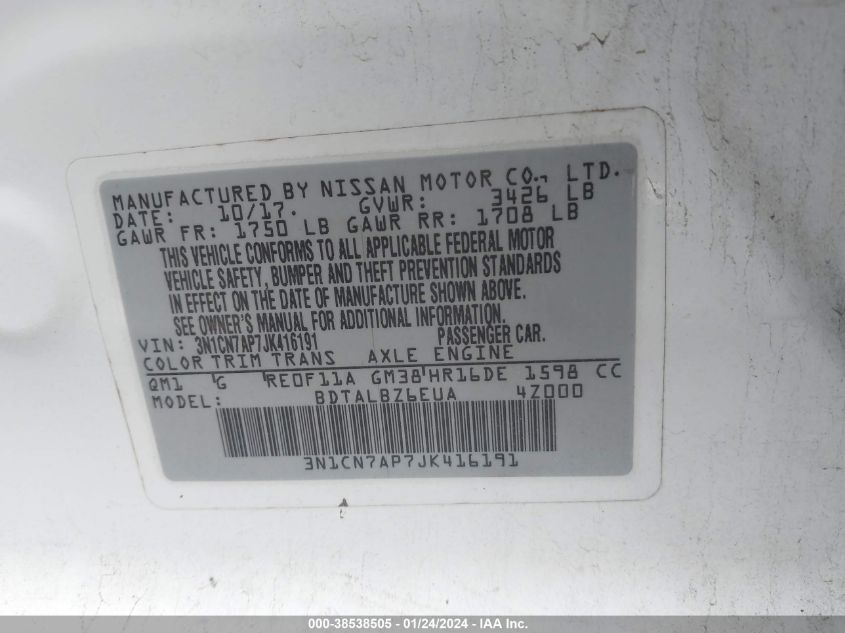 MANUFACTURED BY NISSAN MOTOR CO., LTD.
DATE: 10/17. GVWR: 3426 LB
GAWR FR: 1750 LB GAWR RR: 1708 LB
THIS VEHICLE CONFORMS TO ALL APPLICABLE FEDERAL MOTOR
VEHICLE SAFETY, BUMPER AND THEFT PREVENTION STANDARDS
IN EFFECT ON THE DATE OF MANUFACTURE SHOWN ABOVE.
SEE OWNER'S MANUAL FOR ADDITIONAL INFORMATION.
VIN: 3N1CN7AP7JK416191 PASSENGER CAR.
COLOR TRIM TRANS AXLE ENGINE
QM1 G RE0F11A GM38 HR16DE 1598 CC
MODEL: BDTALBZ6EUA 4Z000
3N1CN7AP7JK416191
000-38538505 - 01/24/2024 - IAA Inc.